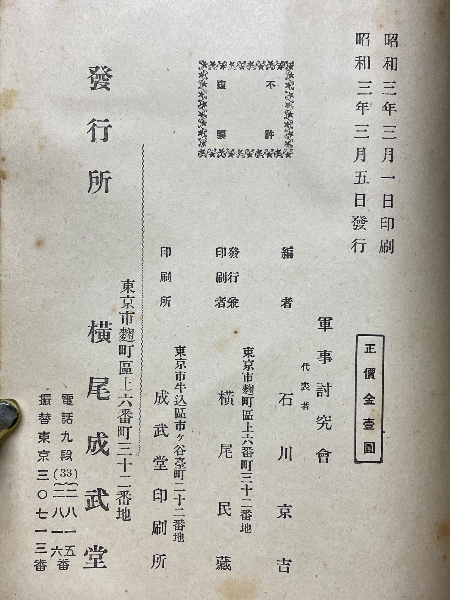 昭和三年三月一日印刷
昭和三年三月五日發行
正價金壹圓
不許
複製
軍事討究會
編者
代表者
石川京吉
東京市麴町區上六番町三十二番地
發行兼
印刷者
橫尾民藏
東京市牛込區市ヶ谷臺町二十二番地
印刷所
成武堂印刷所
東京市麴町區上六番町三十二番地
發行所
橫尾成武堂
電話九段(33){二八一五
二八一六番
振替東京三〇七一三番